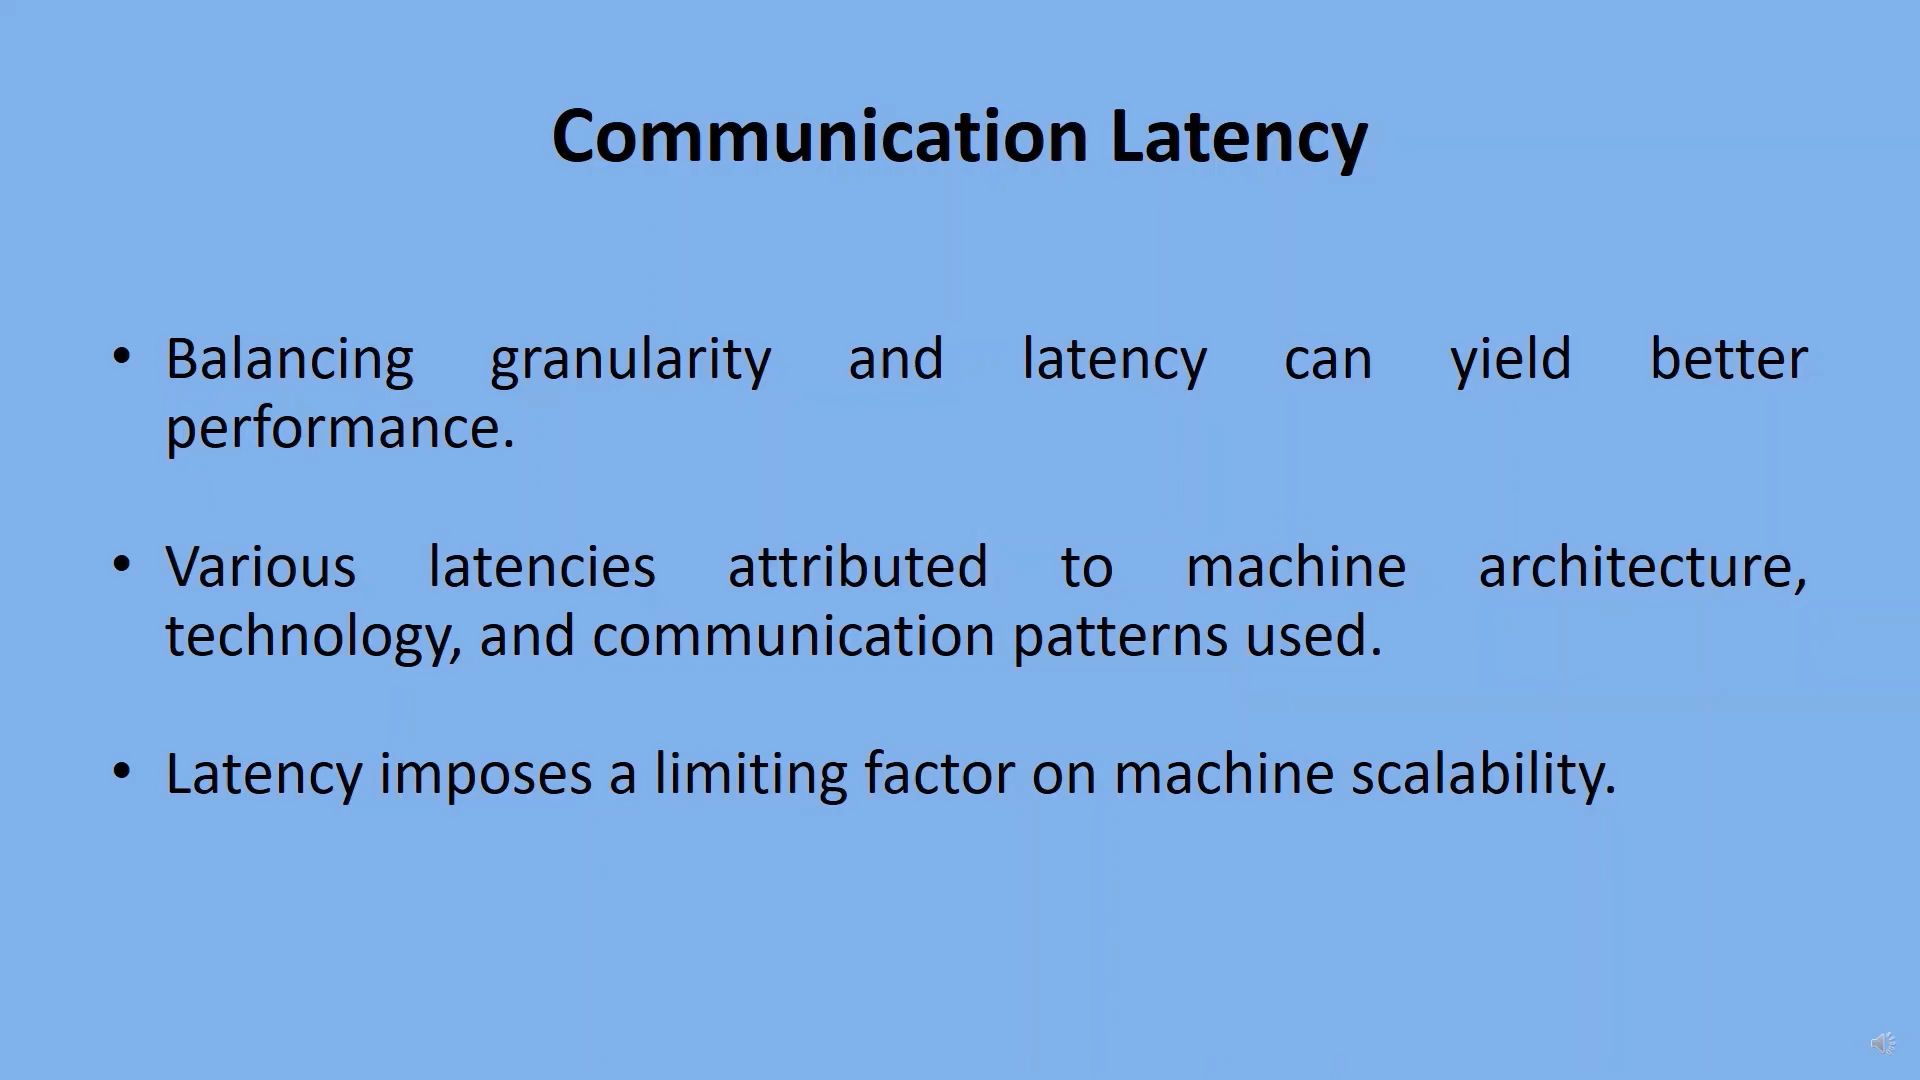 Communication Latency
• Balancing granularity and latency can yield better
performance.
• Various latencies attributed to machine architecture,
technology, and communication patterns used.
• Latency imposes a limiting factor on machine scalability.